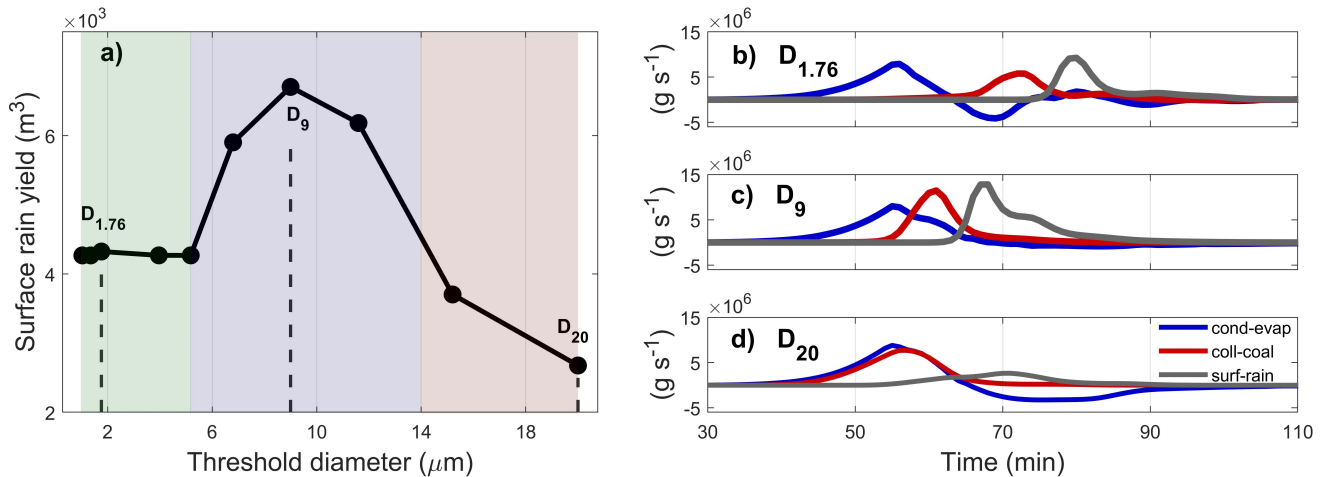 ×10³
a)
Surface rain yield (m³)
6
4
2
D₁.₇₆
D₉
D₂₀
2 6 10 14 18
Threshold diameter (μm)
×10⁶
15
5
-5
(g s⁻¹)
b) D₁.₇₆
×10⁶
15
5
-5
(g s⁻¹)
c) D₉
×10⁶
15
5
-5
(g s⁻¹)
d) D₂₀
cond-evap
coll-coal
surf-rain
30 50 70 90 110
Time (min)